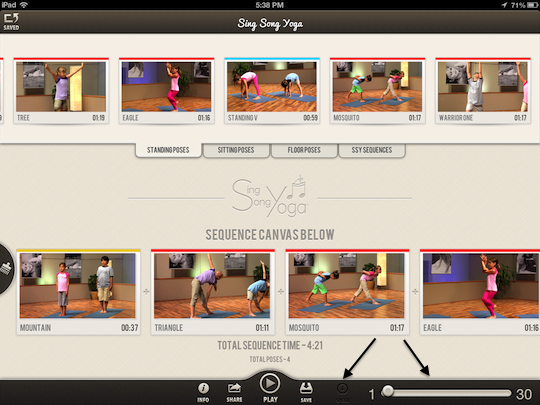 iPad 5:38 PM 71%
Sing Song Yoga
SAVED
TREE 01:19 EAGLE 01:16 STANDING V 00:59 MOSQUITO 01:17 WARRIOR ONE 01:17
STANDING POSES SITTING POSES FLOOR POSES SSY SEQUENCES
Sing Song Yoga
SEQUENCE CANVAS BELOW
MOUNTAIN 00:37 TRIANGLE 01:11 MOSQUITO 01:17 EAGLE 01:16
TOTAL SEQUENCE TIME - 4:21
TOTAL POSES - 4
INFO SHARE PLAY SAVE 1 30